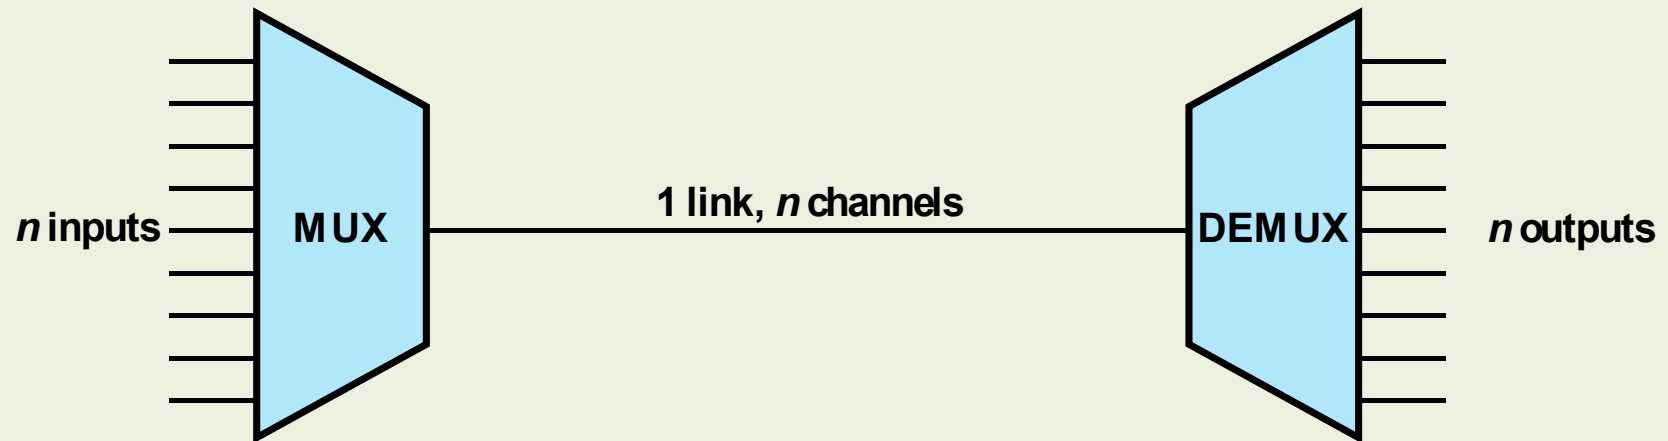 n inputs
MUX
1 link, n channels
DEMUX
n outputs